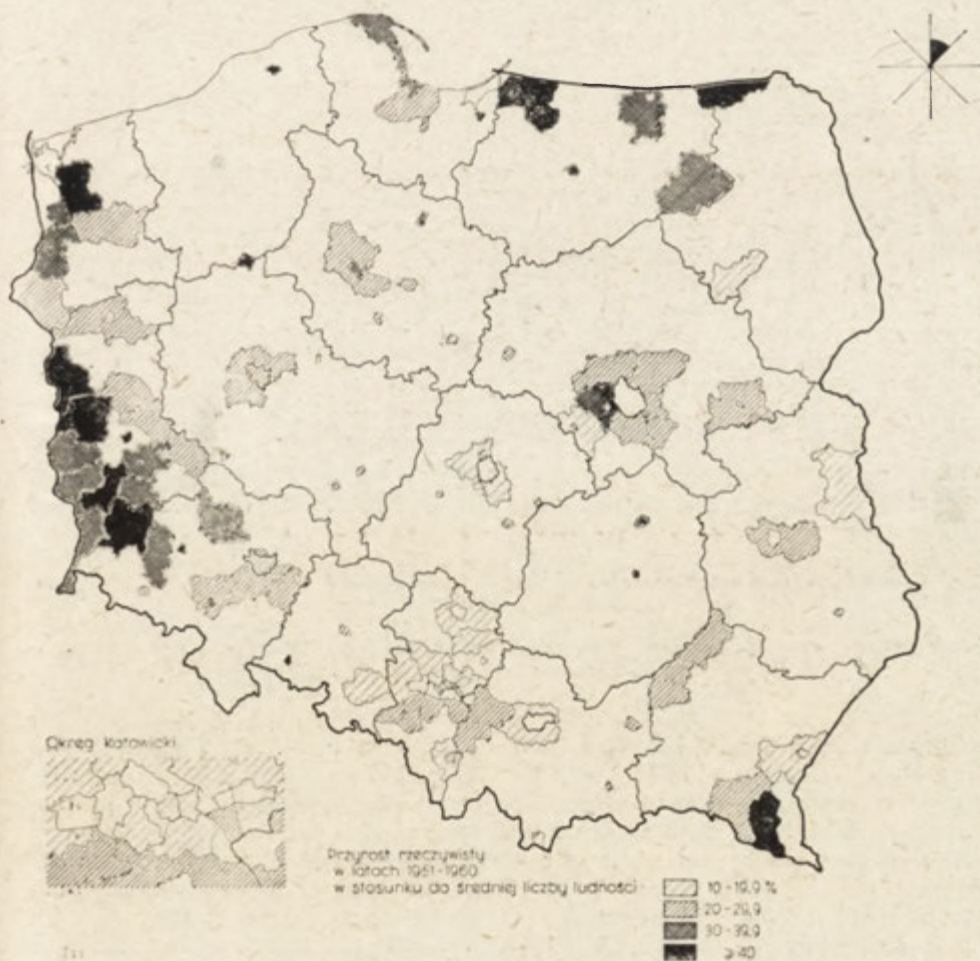 Okręg Katowicki
Przyrost rzeczywisty
w latach 1951-1960
w stosunku do średniej liczby ludności
10-19,9 %
20-29,9
30-39,9
⩾40